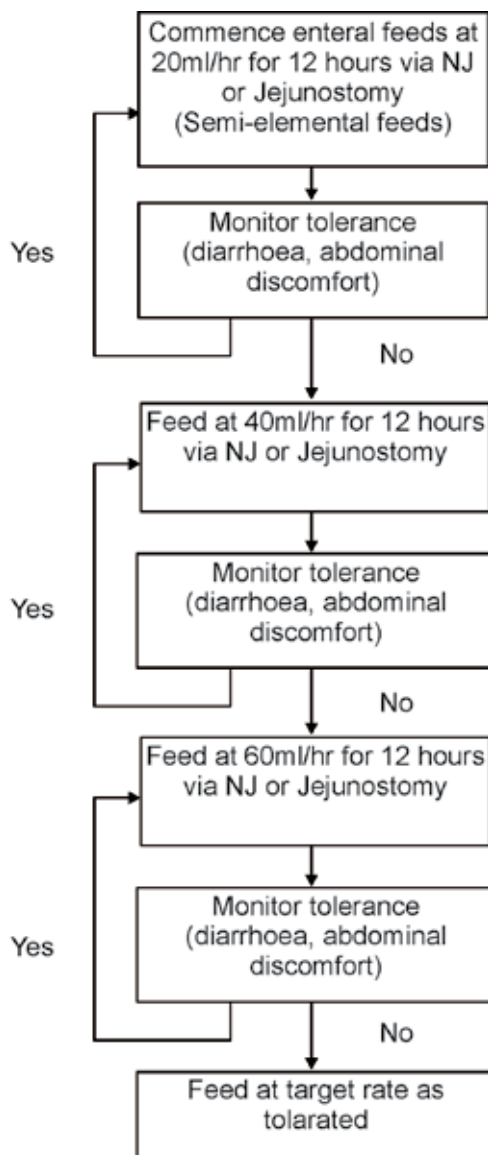 Commence enteral feeds at
20ml/hr for 12 hours via NJ
or Jejunostomy
(Semi-elemental feeds)
Yes
Monitor tolerance
(diarrhoea, abdominal
discomfort)
No
Feed at 40ml/hr for 12 hours
via NJ or Jejunostomy
Yes
Monitor tolerance
(diarrhoea, abdominal
discomfort)
No
Feed at 60ml/hr for 12 hours
via NJ or Jejunostomy
Yes
Monitor tolerance
(diarrhoea, abdominal
discomfort)
No
Feed at target rate as
tolarated